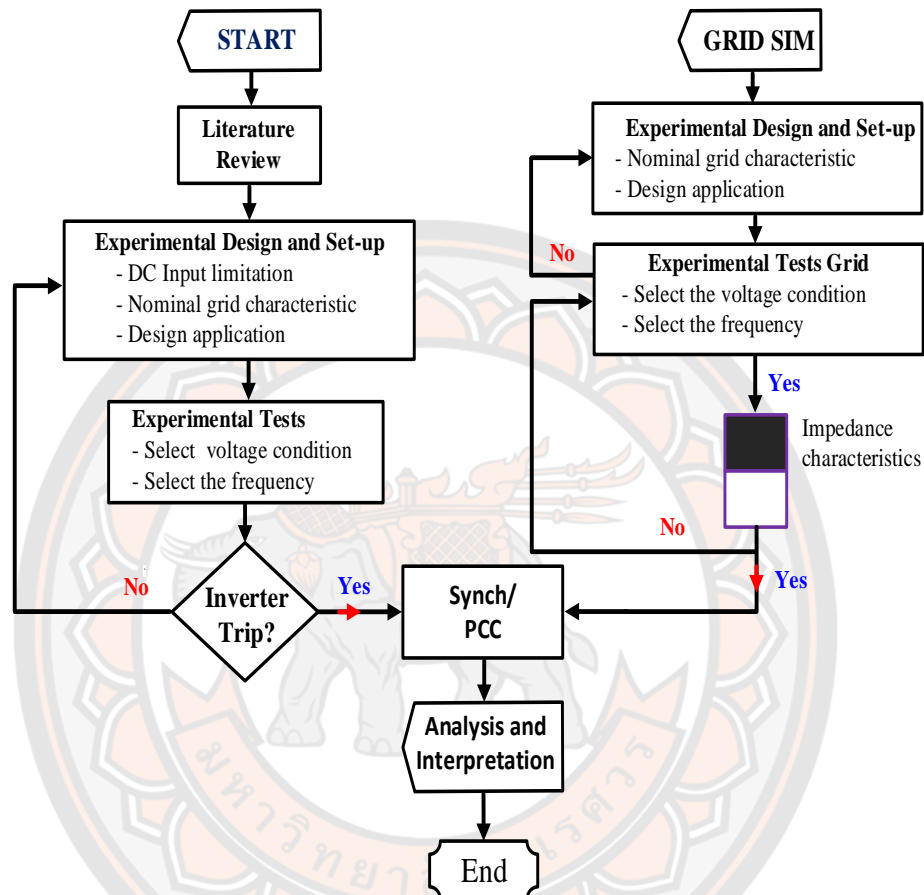 START
Literature
Review
Experimental Design and Set-up
- DC Input limitation
- Nominal grid characteristic
- Design application
Experimental Tests
- Select voltage condition
- Select the frequency
No
Inverter
Trip?
Yes
GRID SIM
Experimental Design and Set-up
- Nominal grid characteristic
- Design application
No
Experimental Tests Grid
- Select the voltage condition
- Select the frequency
Yes
Impedance
characteristics
No
Yes
Synch/
PCC
Analysis and
Interpretation
End